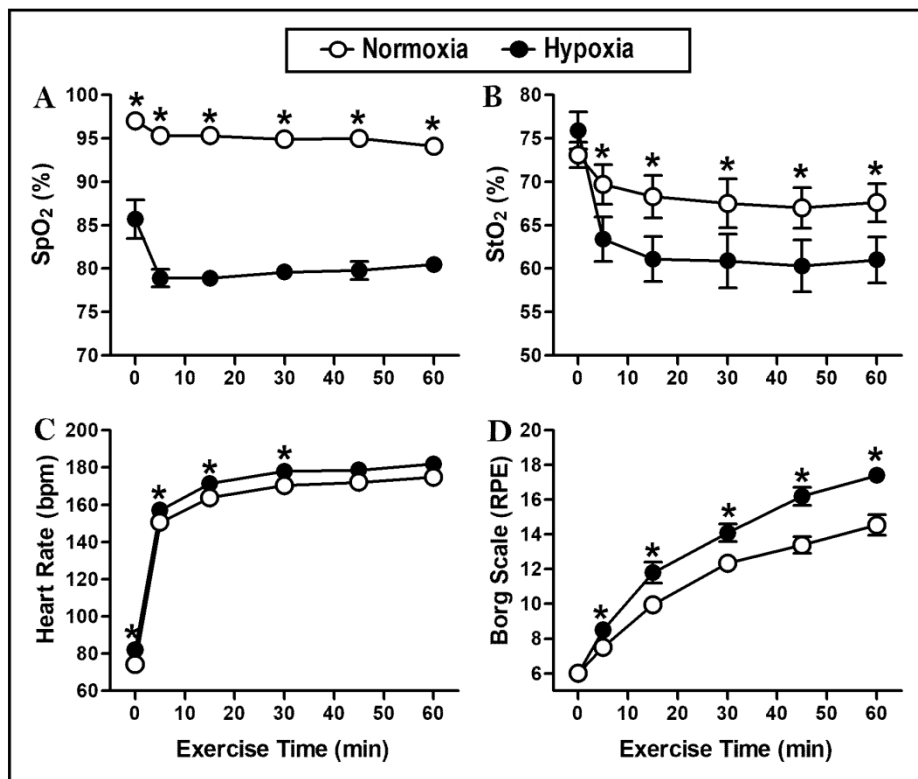 Normoxia Hypoxia
A
SpO₂ (%)
100
95
90
85
80
75
70
* * * * * *
0 10 20 30 40 50 60
B
StO₂ (%)
80
75
70
65
60
55
50
* * * * *
0 10 20 30 40 50 60
C
Heart Rate (bpm)
200
180
160
140
120
100
80
60
* * * *
0 10 20 30 40 50 60
Exercise Time (min)
D
Borg Scale (RPE)
20
18
16
14
12
10
8
6
* * * * *
0 10 20 30 40 50 60
Exercise Time (min)